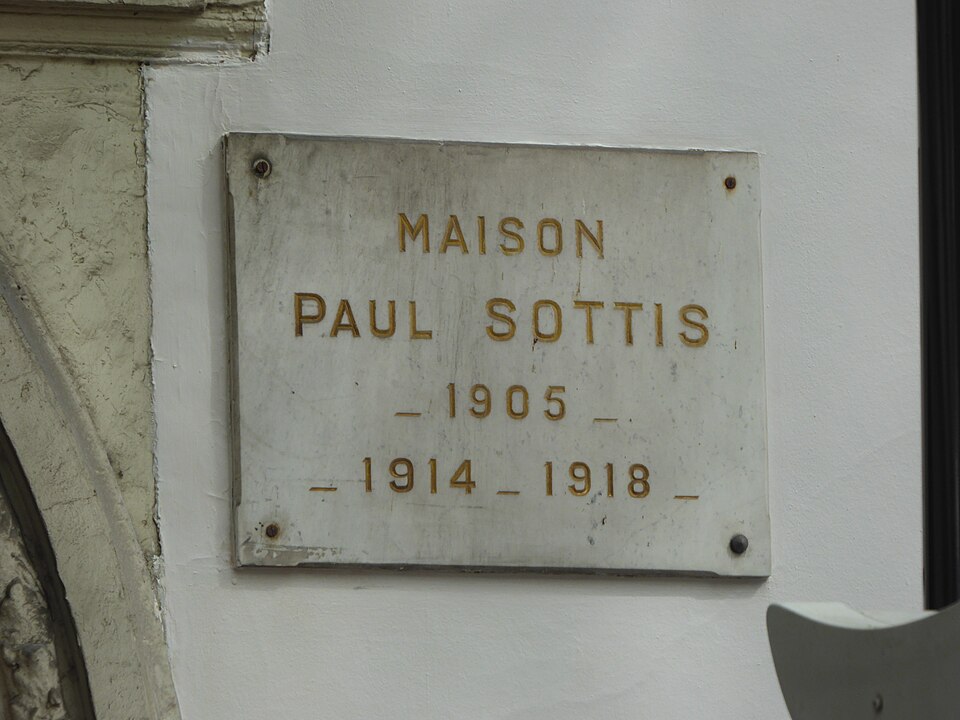 MAISON
PAUL SOTTIS
_ 1905 _
_ 1914 _ 1918 _